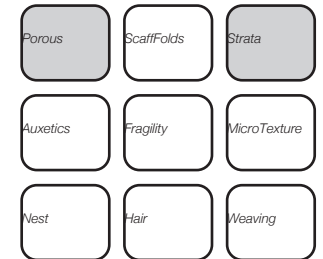 Porous
ScaffFolds
Strata
Auxetics
Fragility
MicroTexture
Nest
Hair
Weaving